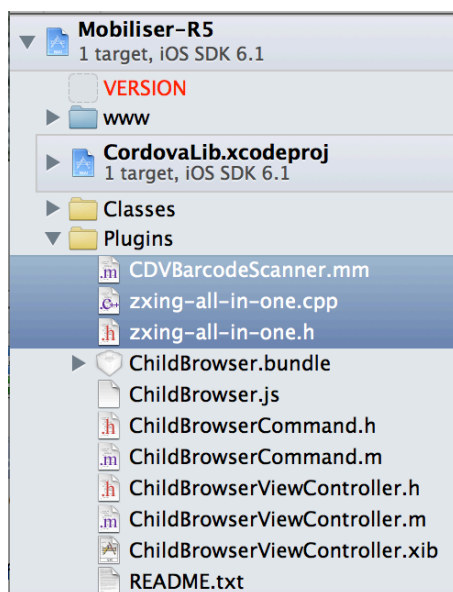 Mobiliser-R5
1 target, iOS SDK 6.1
VERSION
www
CordovaLib.xcodeproj
1 target, iOS SDK 6.1
Classes
Plugins
.m CDVBarcodeScanner.mm
c++ zxing-all-in-one.cpp
.h zxing-all-in-one.h
ChildBrowser.bundle
ChildBrowser.js
.h ChildBrowserCommand.h
.m ChildBrowserCommand.m
.h ChildBrowserViewController.h
.m ChildBrowserViewController.m
ChildBrowserViewController.xib
README.txt